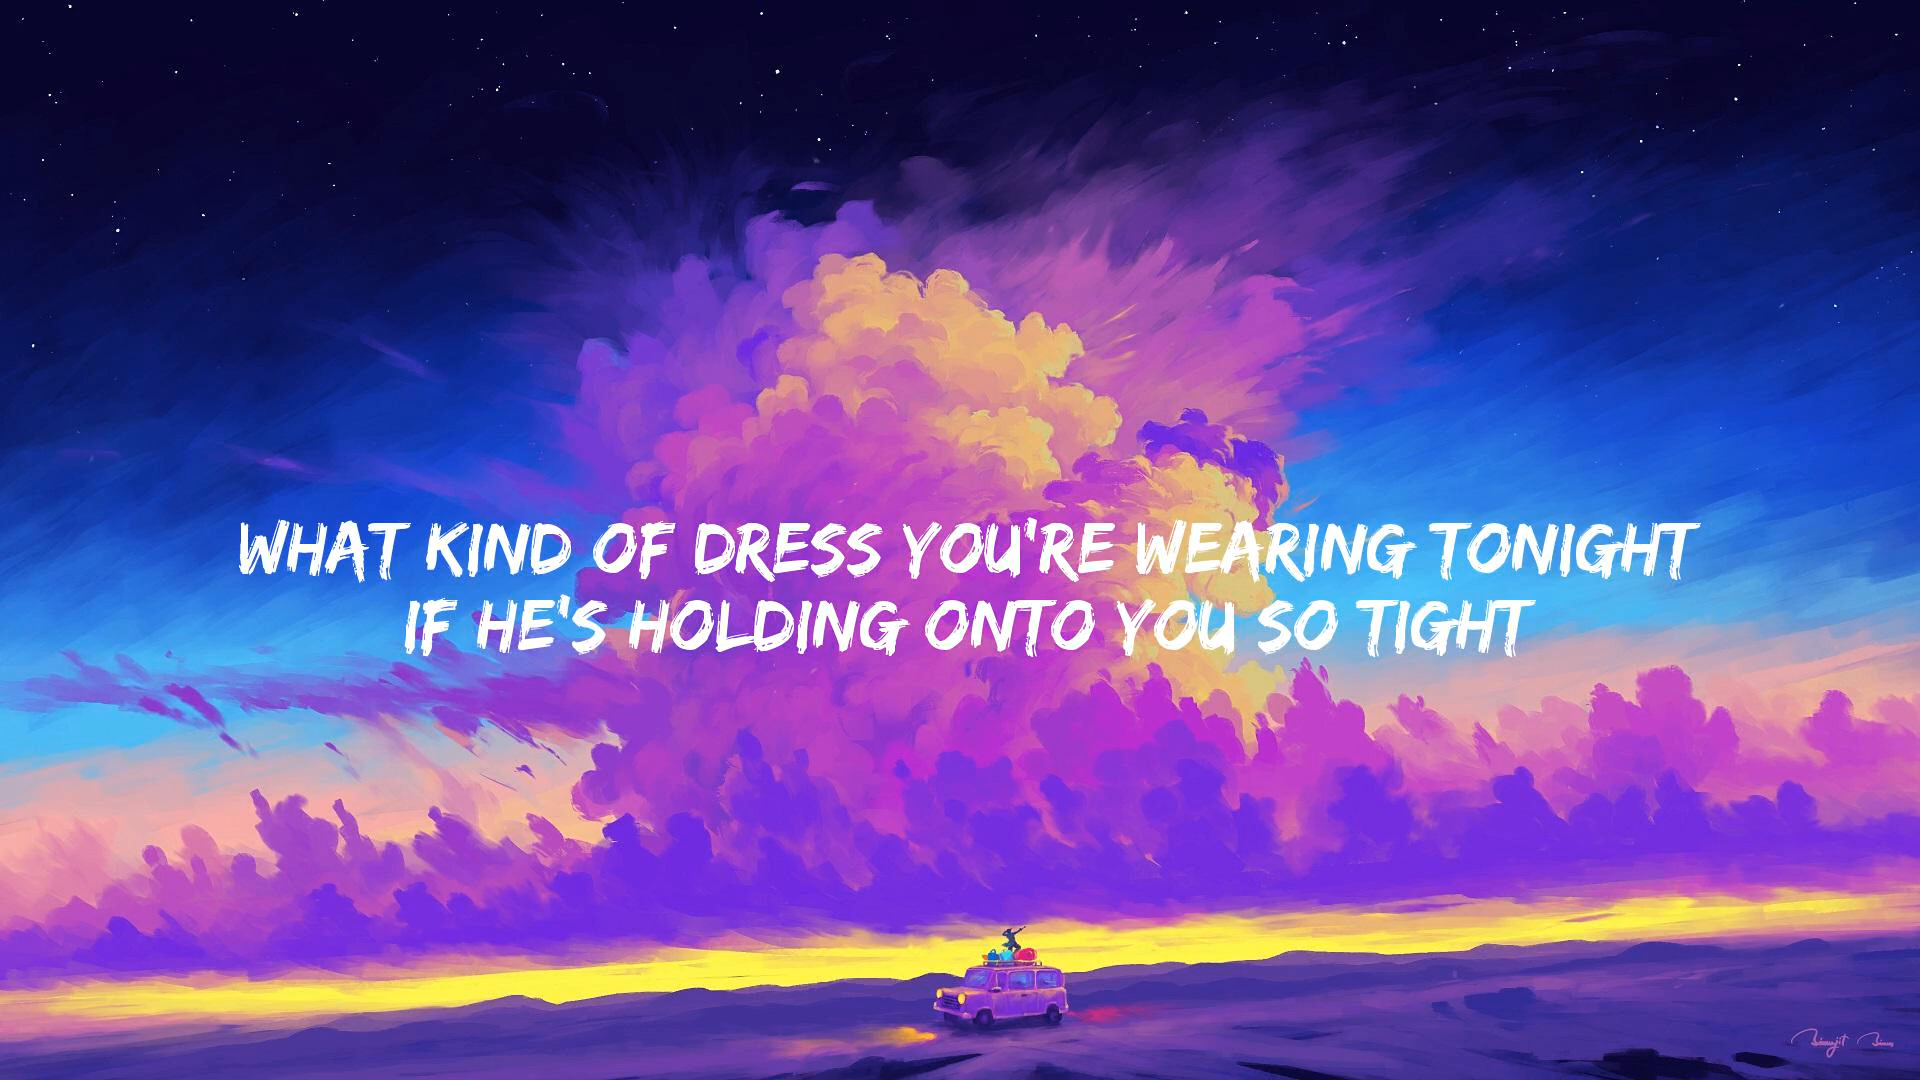 WHAT KIND OF DRESS YOU'RE WEARING TONIGHT
IF HE'S HOLDING ONTO YOU SO TIGHT